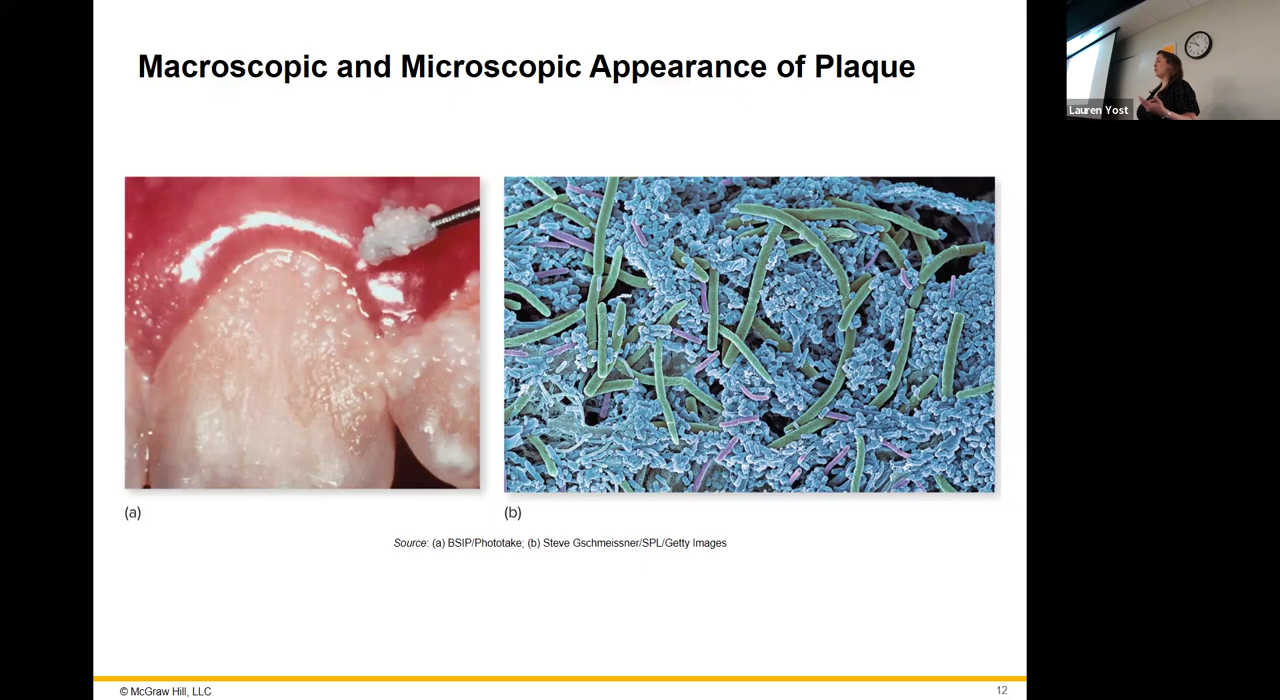 Macroscopic and Microscopic Appearance of Plaque
Lauren Yost
(a)
(b)
Source: (a) BSIP/Phototake; (b) Steve Gschmeissner/SPL/Getty Images
© McGraw Hill, LLC
12